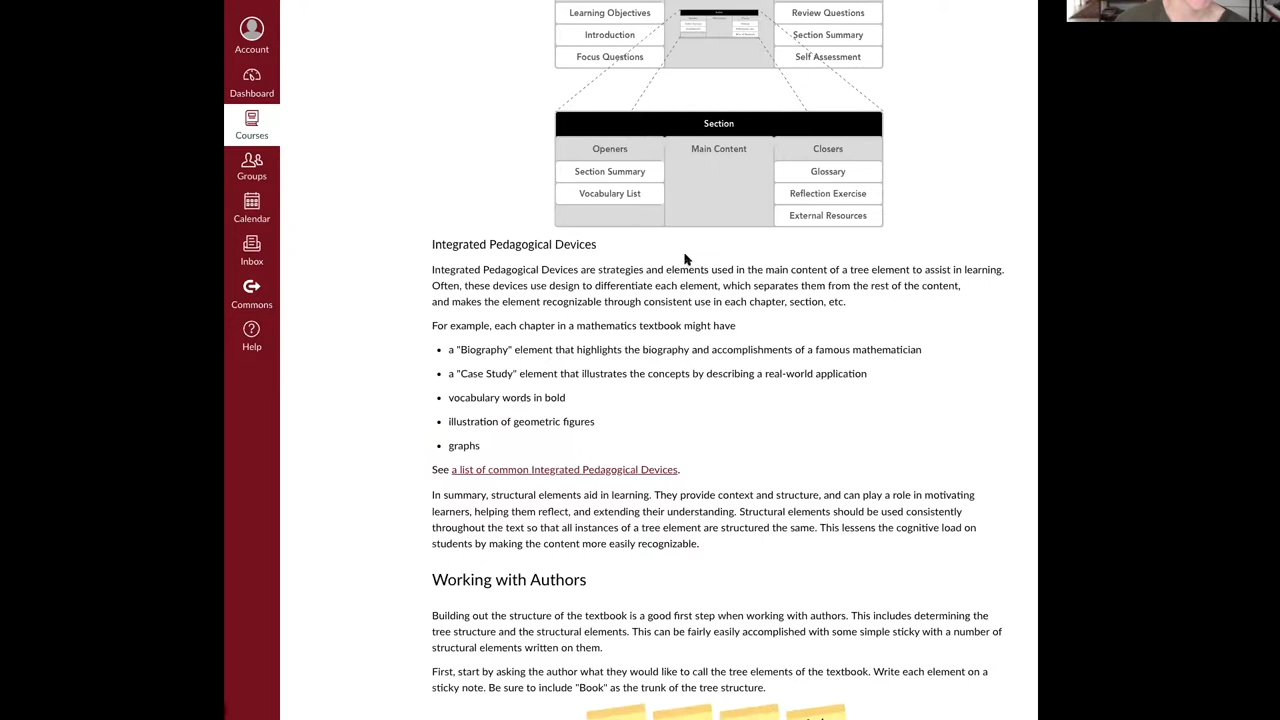 Account
Dashboard
Courses
Groups
Calendar
Inbox
Commons
Help
Learning Objectives
Review Questions
Introduction
Section Summary
Focus Questions
Self Assessment
Section
Openers
Main Content
Closers
Section Summary
Glossary
Vocabulary List
Reflection Exercise
External Resources
Integrated Pedagogical Devices
Integrated Pedagogical Devices are strategies and elements used in the main content of a tree element to assist in learning.
Often, these devices use design to differentiate each element, which separates them from the rest of the content,
and makes the element recognizable through consistent use in each chapter, section, etc.
For example, each chapter in a mathematics textbook might have
• a "Biography" element that highlights the biography and accomplishments of a famous mathematician
• a "Case Study" element that illustrates the concepts by describing a real-world application
• vocabulary words in bold
• illustration of geometric figures
• graphs
See a list of common Integrated Pedagogical Devices.
In summary, structural elements aid in learning. They provide context and structure, and can play a role in motivating
learners, helping them reflect, and extending their understanding. Structural elements should be used consistently
throughout the text so that all instances of a tree element are structured the same. This lessens the cognitive load on
students by making the content more easily recognizable.
Working with Authors
Building out the structure of the textbook is a good first step when working with authors. This includes determining the
tree structure and the structural elements. This can be fairly easily accomplished with some simple sticky with a number of
structural elements written on them.
First, start by asking the author what they would like to call the tree elements of the textbook. Write each element on a
sticky note. Be sure to include "Book" as the trunk of the tree structure.